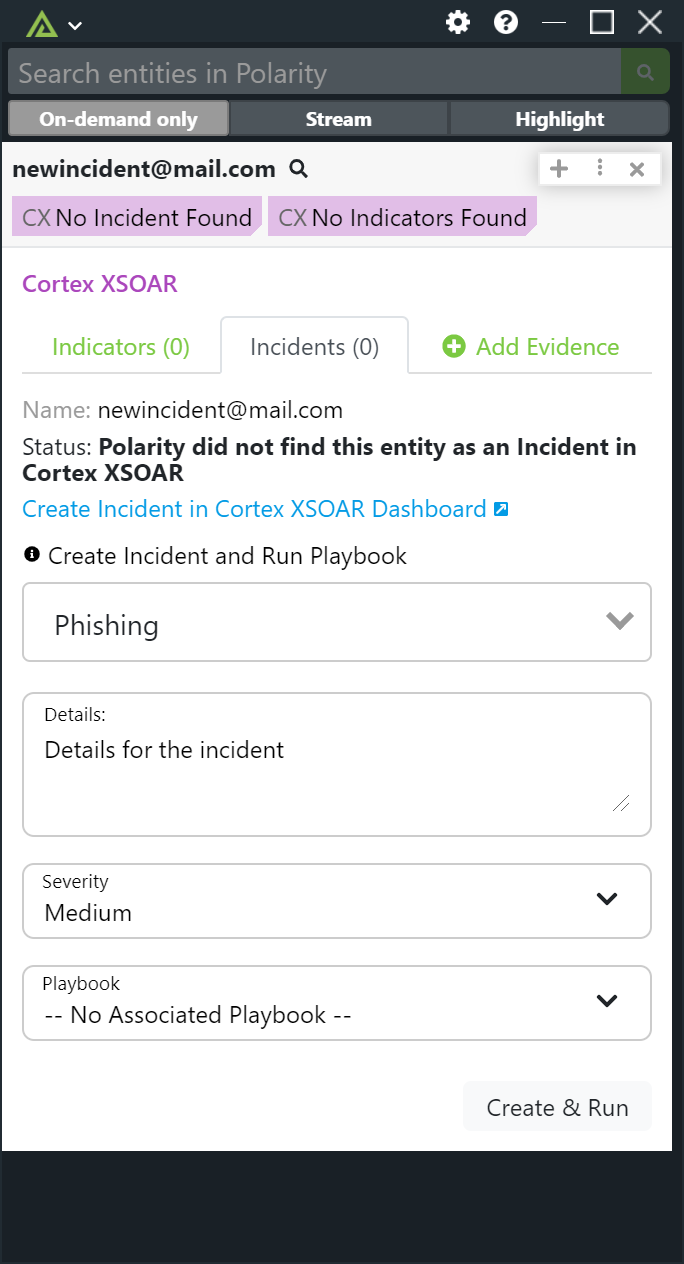 Search entities in Polarity
On-demand only Stream Highlight
newincident@mail.com
CX No Incident Found CX No Indicators Found
Cortex XSOAR
Indicators (0) Incidents (0) Add Evidence
Name: newincident@mail.com
Status: Polarity did not find this entity as an Incident in
Cortex XSOAR
Create Incident in Cortex XSOAR Dashboard
Create Incident and Run Playbook
Phishing
Details:
Details for the incident
Severity
Medium
Playbook
-- No Associated Playbook --
Create & Run